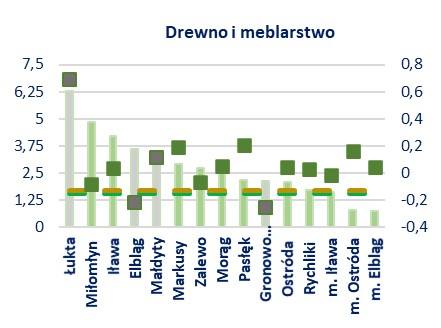 Drewno i meblarstwo
7,5 0,8
6,25 0,6
5 0,4
3,75 0,2
2,5 0
1,25 -0,2
0 -0,4
Łukta
Miłomłyn
Iława
Elbląg
Małdyty
Markusy
Zalewo
Morąg
Pasłęk
Gronowo...
Ostróda
Rychliki
m. Iława
m. Ostróda
m. Elbląg